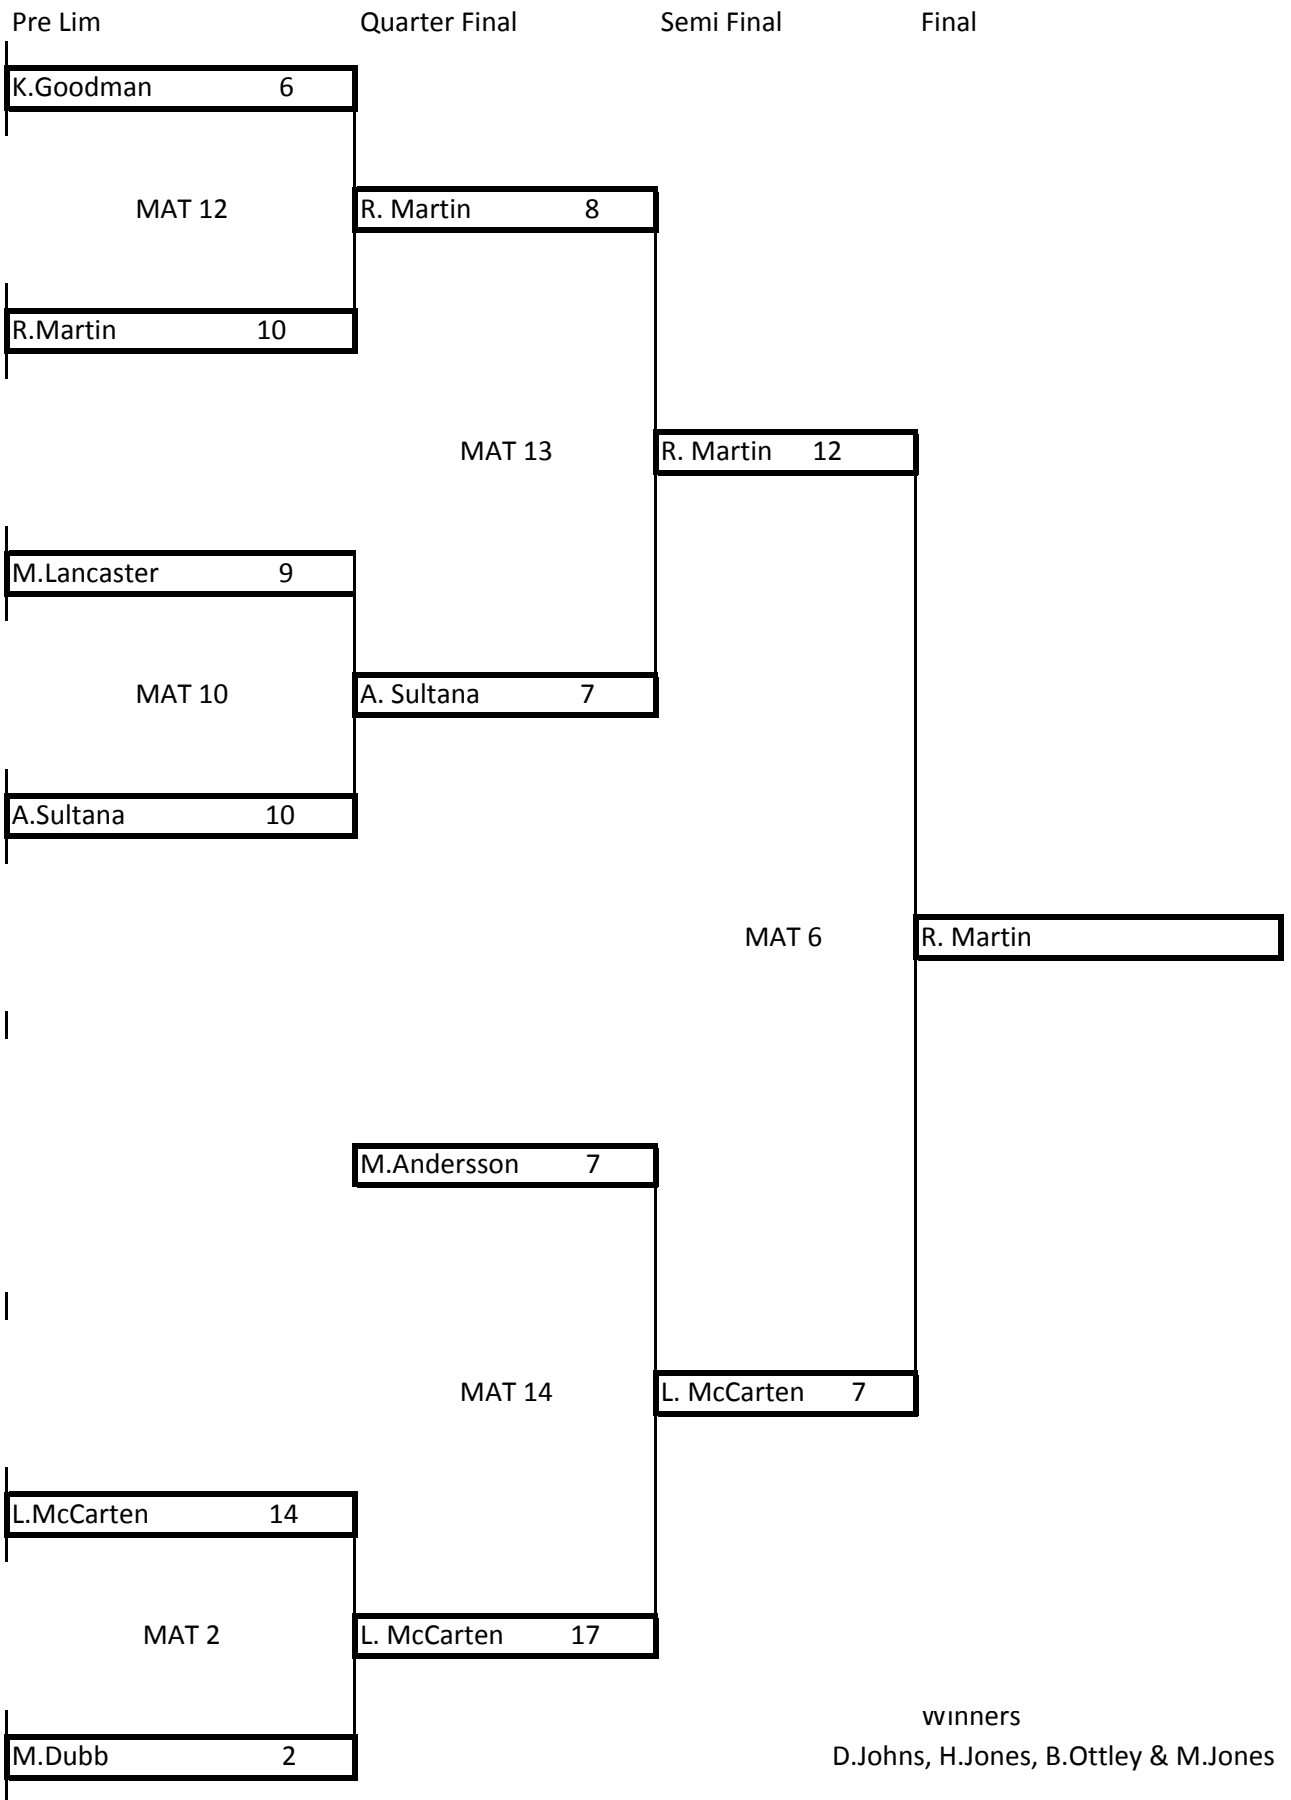 Pre Lim Quarter Final Semi Final Final
K.Goodman 6
MAT 12 R. Martin 8
R.Martin 10
MAT 13 R. Martin 12
M.Lancaster 9
MAT 10 A. Sultana 7
A.Sultana 10
MAT 6 R. Martin
M.Andersson 7
MAT 14 L. McCarten 7
L.McCarten 14
MAT 2 L. McCarten 17
winners
M.Dubb 2 D.Johns, H.Jones, B.Ottley & M.Jones